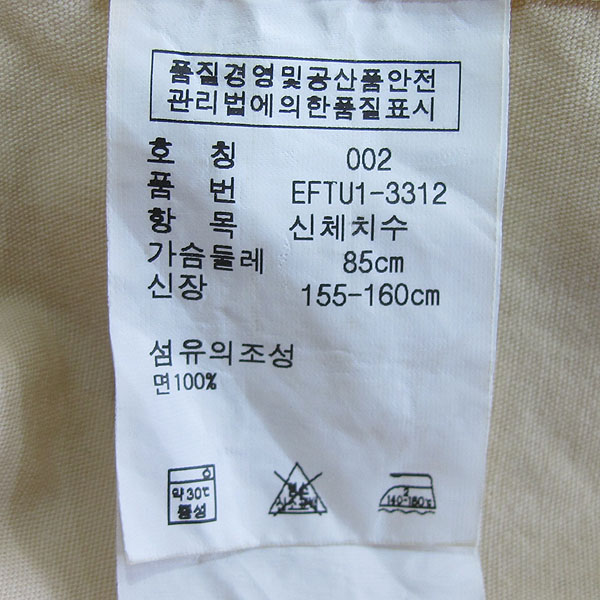 품질경영및공산품안전
관리법에의한품질표시
호 칭 002
품 번 EFTU1-3312
항 목 신체치수
가슴둘레 85cm
신장 155-160cm
섬유의조성
면100%
약30℃
중성
3
140-160℃